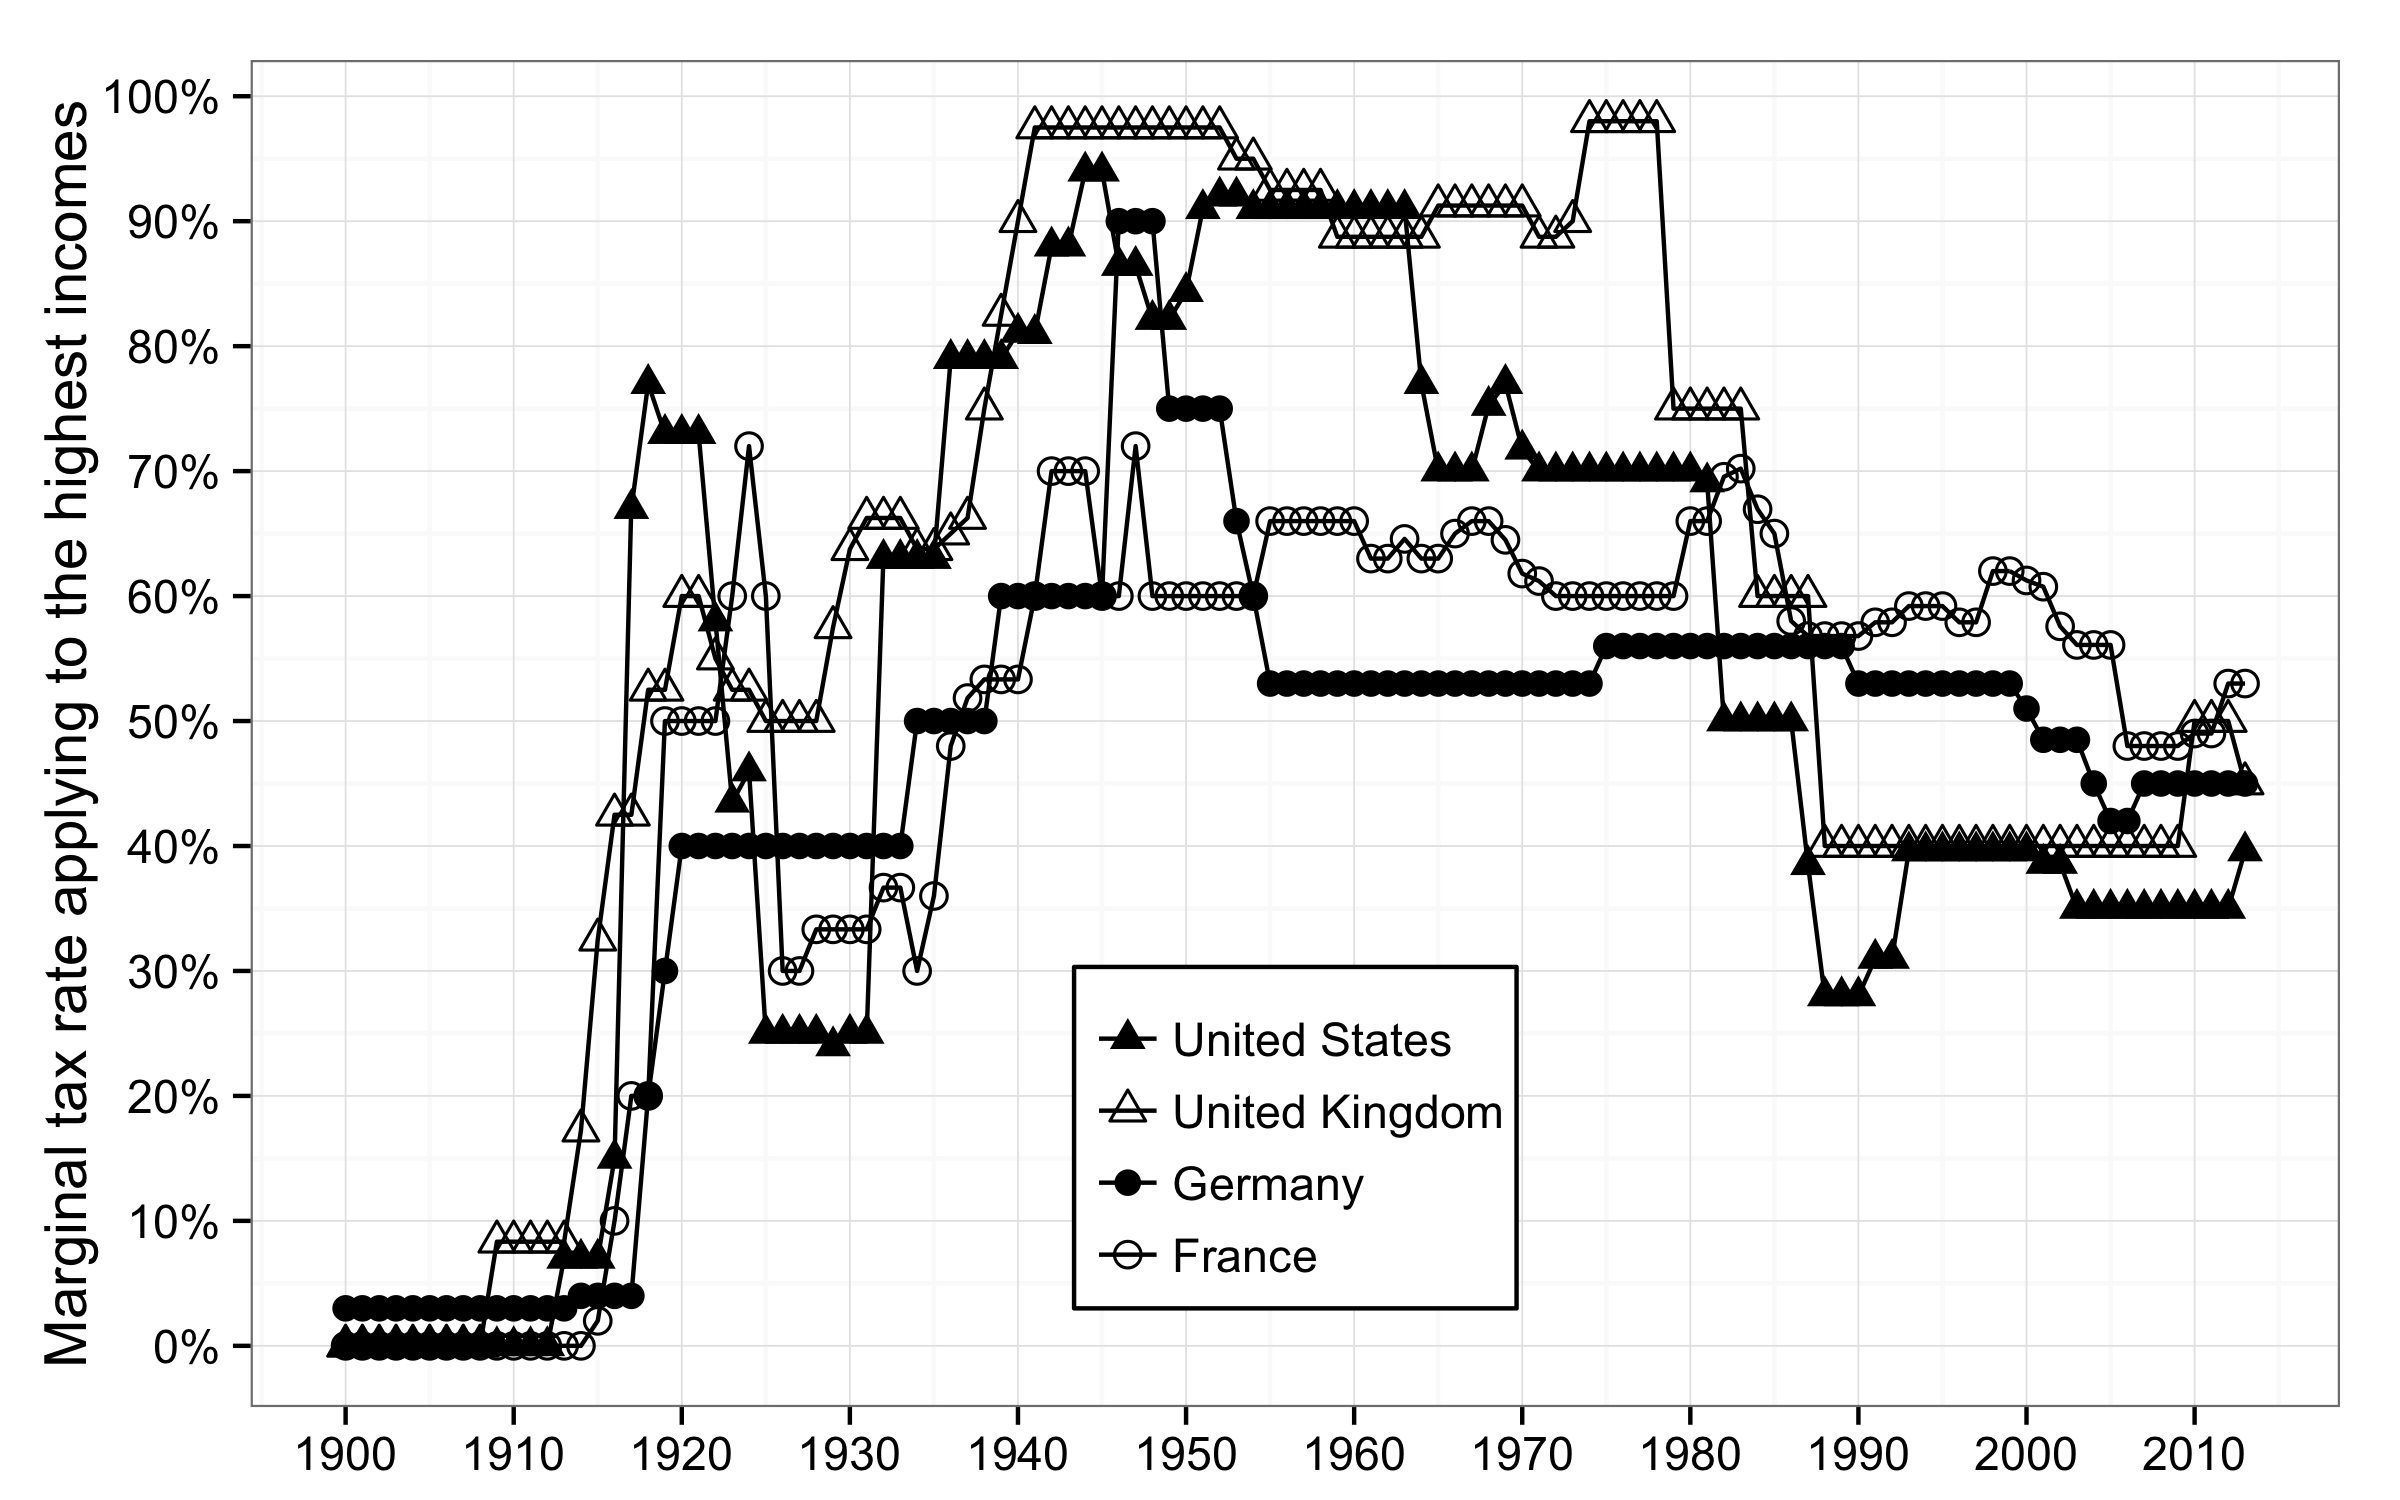 Marginal tax rate applying to the highest incomes
100%
90%
80%
70%
60%
50%
40%
30%
20%
10%
0%
United States
United Kingdom
Germany
France
1900 1910 1920 1930 1940 1950 1960 1970 1980 1990 2000 2010